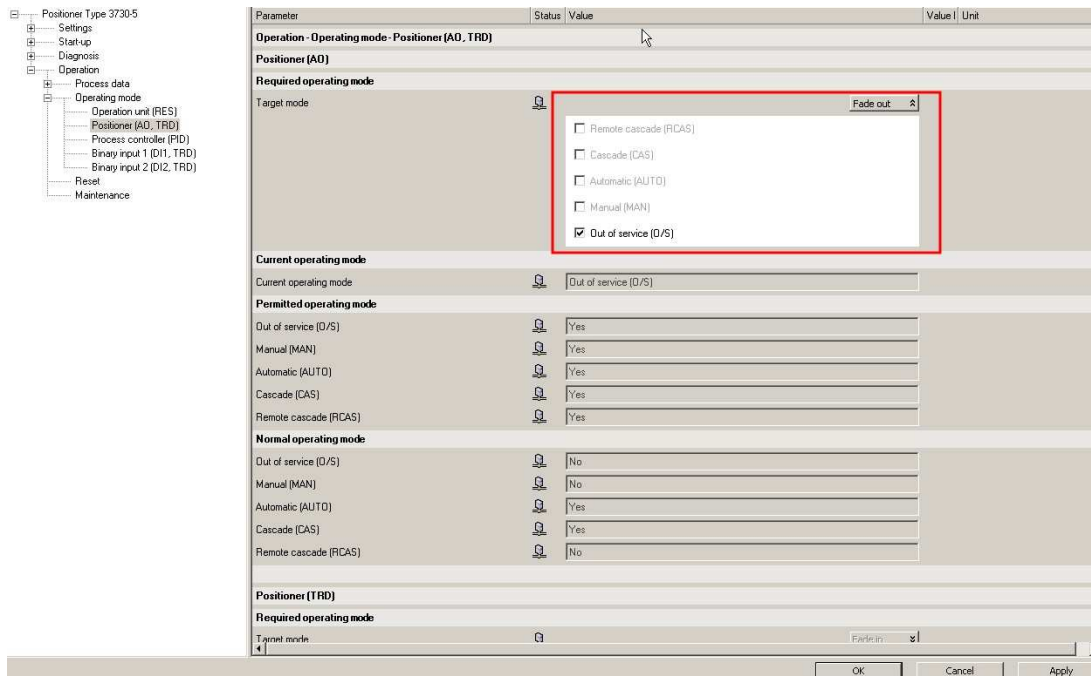 Positioner Type 3730-5
Settings
Start-up
Diagnosis
Operation
Process data
Operating mode
Operation unit (RES)
Positioner (AO, TRD)
Process controller (PID)
Binary input 1 (DI1, TRD)
Binary input 2 (DI2, TRD)
Reset
Maintenance
Parameter Status Value Value Unit
Operation - Operating mode - Positioner (AO, TRD)
Positioner (AO)
Required operating mode
Target mode Fade out
Remote cascade (RCAS)
Cascade (CAS)
Automatic (AUTO)
Manual (MAN)
Out of service (O/S)
Current operating mode
Current operating mode Out of service (O/S)
Permitted operating mode
Out of service (O/S) Yes
Manual (MAN) Yes
Automatic (AUTO) Yes
Cascade (CAS) Yes
Remote cascade (RCAS) Yes
Normal operating mode
Out of service (O/S) No
Manual (MAN) No
Automatic (AUTO) Yes
Cascade (CAS) Yes
Remote cascade (RCAS) No
Positioner (TRD)
Required operating mode
Target mode Fade in
OK Cancel Apply